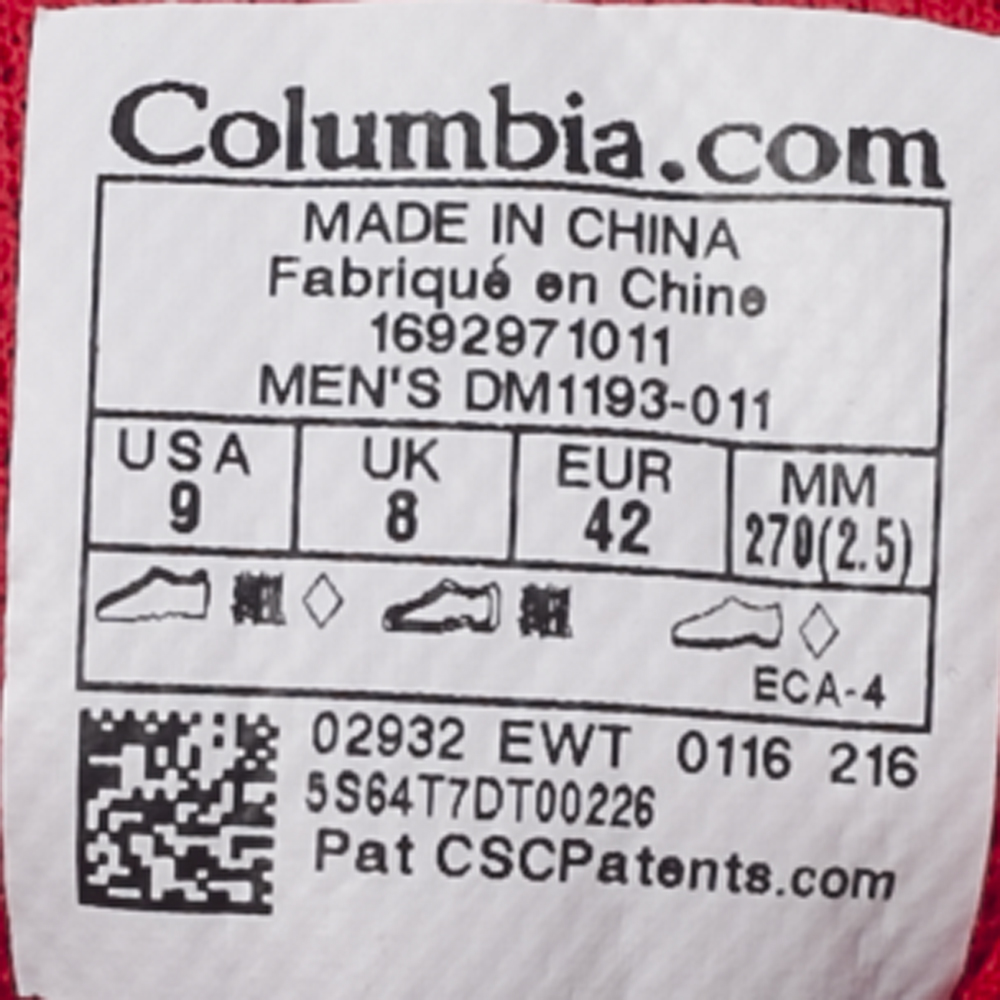 Columbia.com
MADE IN CHINA
Fabriqué en Chine
1692971011
MEN'S DM1193-011
USA UK EUR MM
9 8 42 270(2.5)
ECA-4
02932 EWT 0116 216
5S64T7DT00226
Pat CSCPatents.com